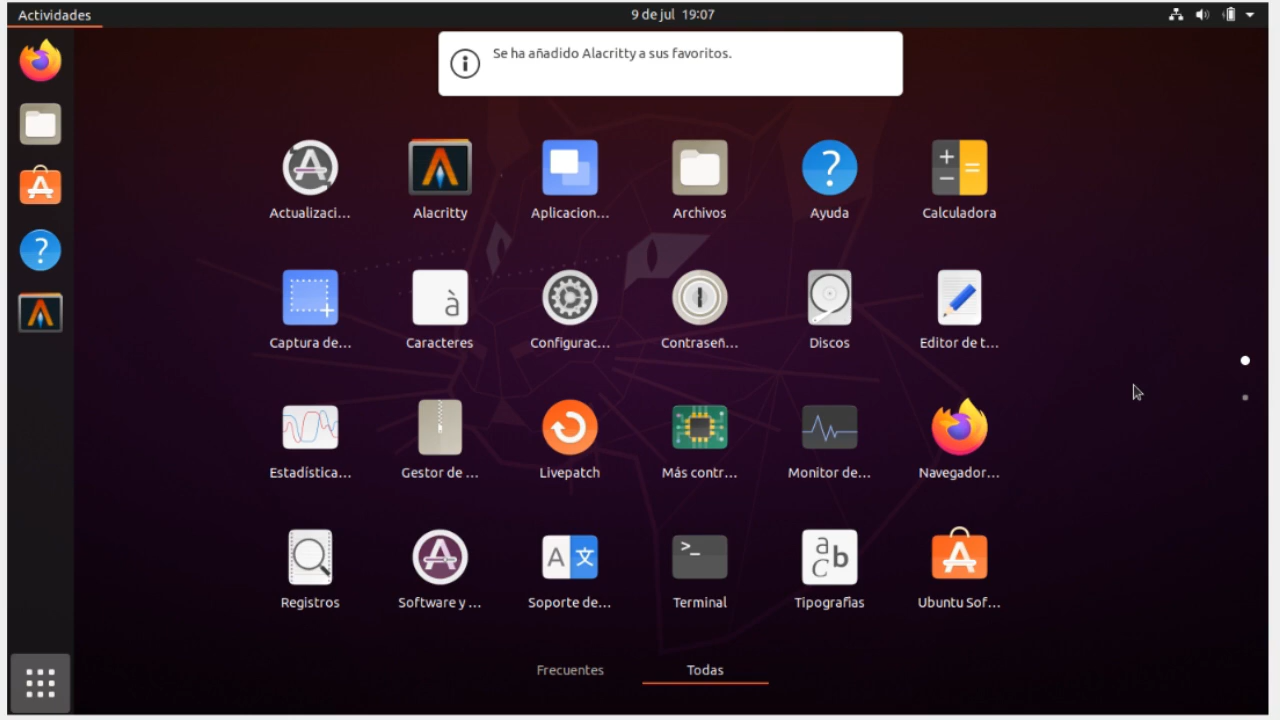 Actividades
9 de jul 19:07
Se ha añadido Alacritty a sus favoritos.
Actualizaci...
Alacritty
Aplicacion...
Archivos
Ayuda
Calculadora
Captura de...
Caracteres
Configurac...
Contraseñ...
Discos
Editor de t...
Estadística...
Gestor de ...
Livepatch
Más contr...
Monitor de...
Navegador...
Registros
Software y ...
Soporte de...
Terminal
Tipografías
Ubuntu Sof...
Frecuentes
Todas